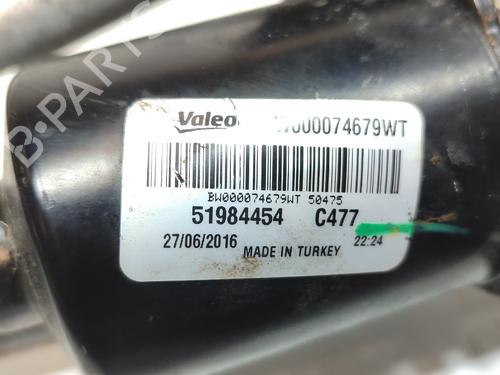 Valeo W000074679WT
BW000074679WT 50475
51984454 C477
27/06/2016 MADE IN TURKEY 22:24
B-PARTS